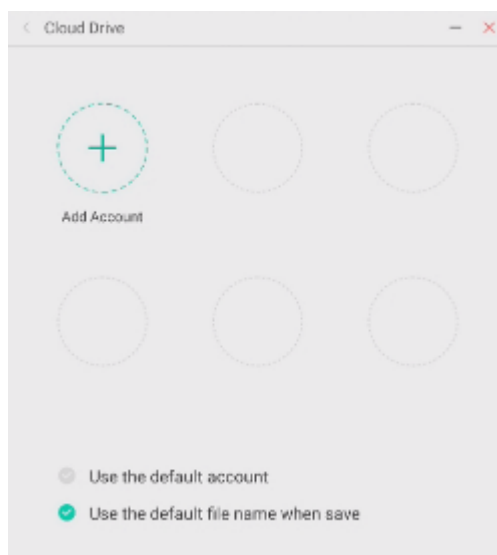 Cloud Drive
Add Account
Use the default account
Use the default file name when save